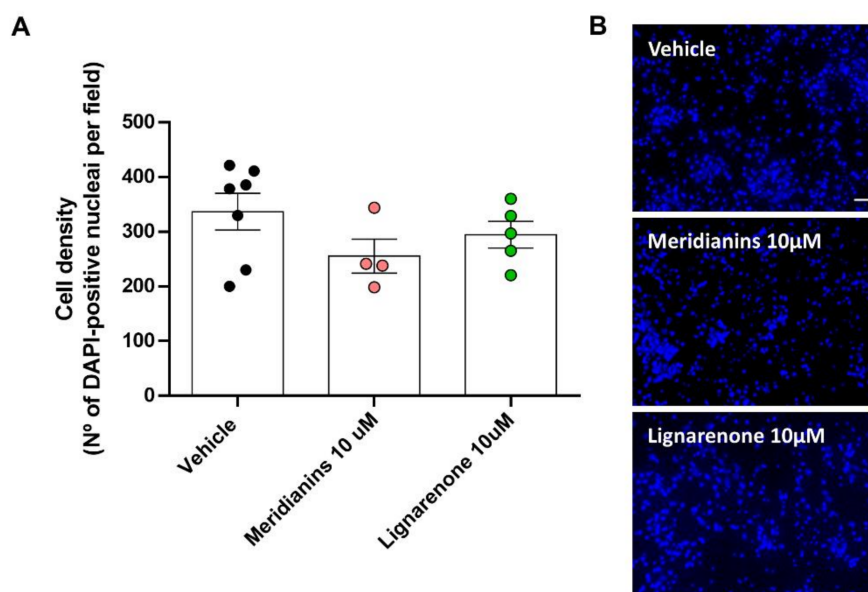 A
Cell density
(Nº of DAPI-positive nucleai per field)
500
400
300
200
100
0
Vehicle
Meridianins 10 uM
Lignarenone 10uM
B
Vehicle
Meridianins 10µM
Lignarenone 10µM